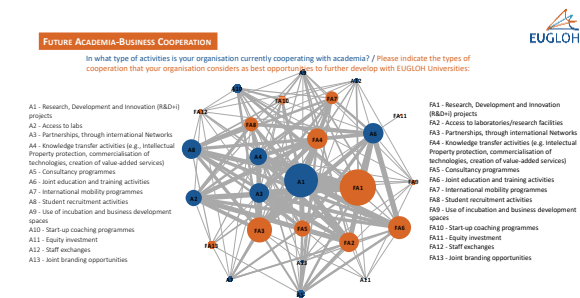 EUGLOH
FUTURE ACADEMIA-BUSINESS COOPERATION
In what type of activities is your organisation currently cooperating with academia? / Please indicate the types of
cooperation that your organisation considers as best opportunities to further develop with EUGLOH Universities:
A1 - Research, Development and Innovation (R&D+i)
projects
A2 - Access to labs
A3 - Partnerships, through international Networks
A4 - Knowledge transfer activities (e.g., Intellectual
Property protection, commercialisation of
technologies, creation of value-added services)
A5 - Consultancy programmes
A6 - Joint education and training activities
A7 - International mobility programmes
A8 - Student recruitment activities
A9 - Use of incubation and business development
spaces
A10 - Start-up coaching programmes
A11 - Equity investment
A12 - Staff exchanges
A13 - Joint branding opportunities
FA12
FA10
FA7
FA11
FA8
FA4
A6
A8
A4
A1
FA1
A3
A2
FA3
FA5
FA2
FA6
FA13
A11
FA1 - Research, Development and Innovation
(R&D+i) projects
FA2 - Access to laboratories/research facilities
FA3 - Partnerships, through international Networks
FA4 - Knowledge transfer activities (e.g. Intellectual
Property protection, commercialisation of
technologies, creation of value-added services)
FA5 - Consultancy programmes
FA6 - Joint education and training activities
FA7 - International mobility programmes
FA8 - Student recruitment activities
FA9 - Use of incubation and business development
spaces
FA10 - Start-up coaching programmes
FA11 - Equity investment
FA12 - Staff exchanges
FA13 - Joint branding opportunities